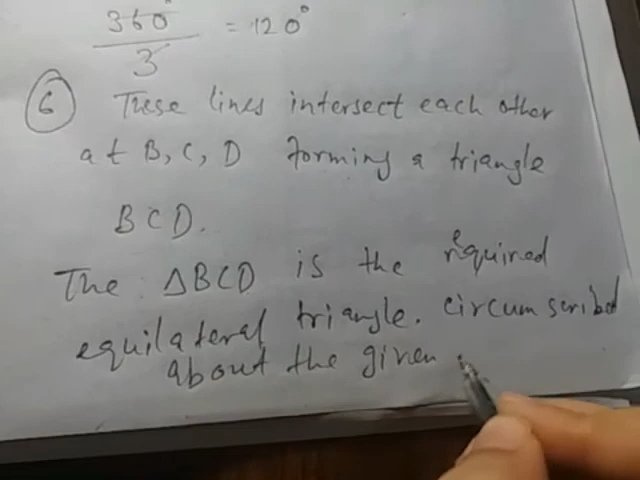 360° = 120°
3
⑥ These lines intersect each other
at B, C, D forming a triangle
BCD.
The ΔBCD is the required
equilateral triangle. circumscribed
about the given